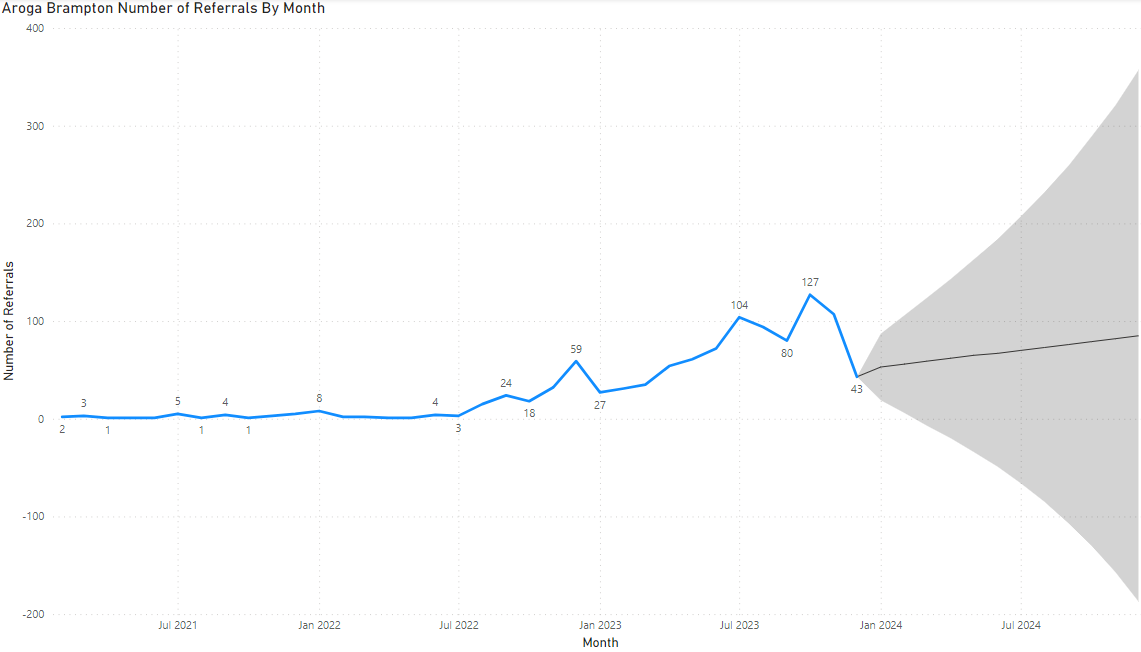 Aroga Brampton Number of Referrals By Month
400
300
200
100
0
-100
-200
Number of Referrals
2
3
1
5
1
4
1
8
4
3
24
18
59
27
104
80
127
43
Jul 2021
Jan 2022
Jul 2022
Jan 2023
Jul 2023
Jan 2024
Jul 2024
Month